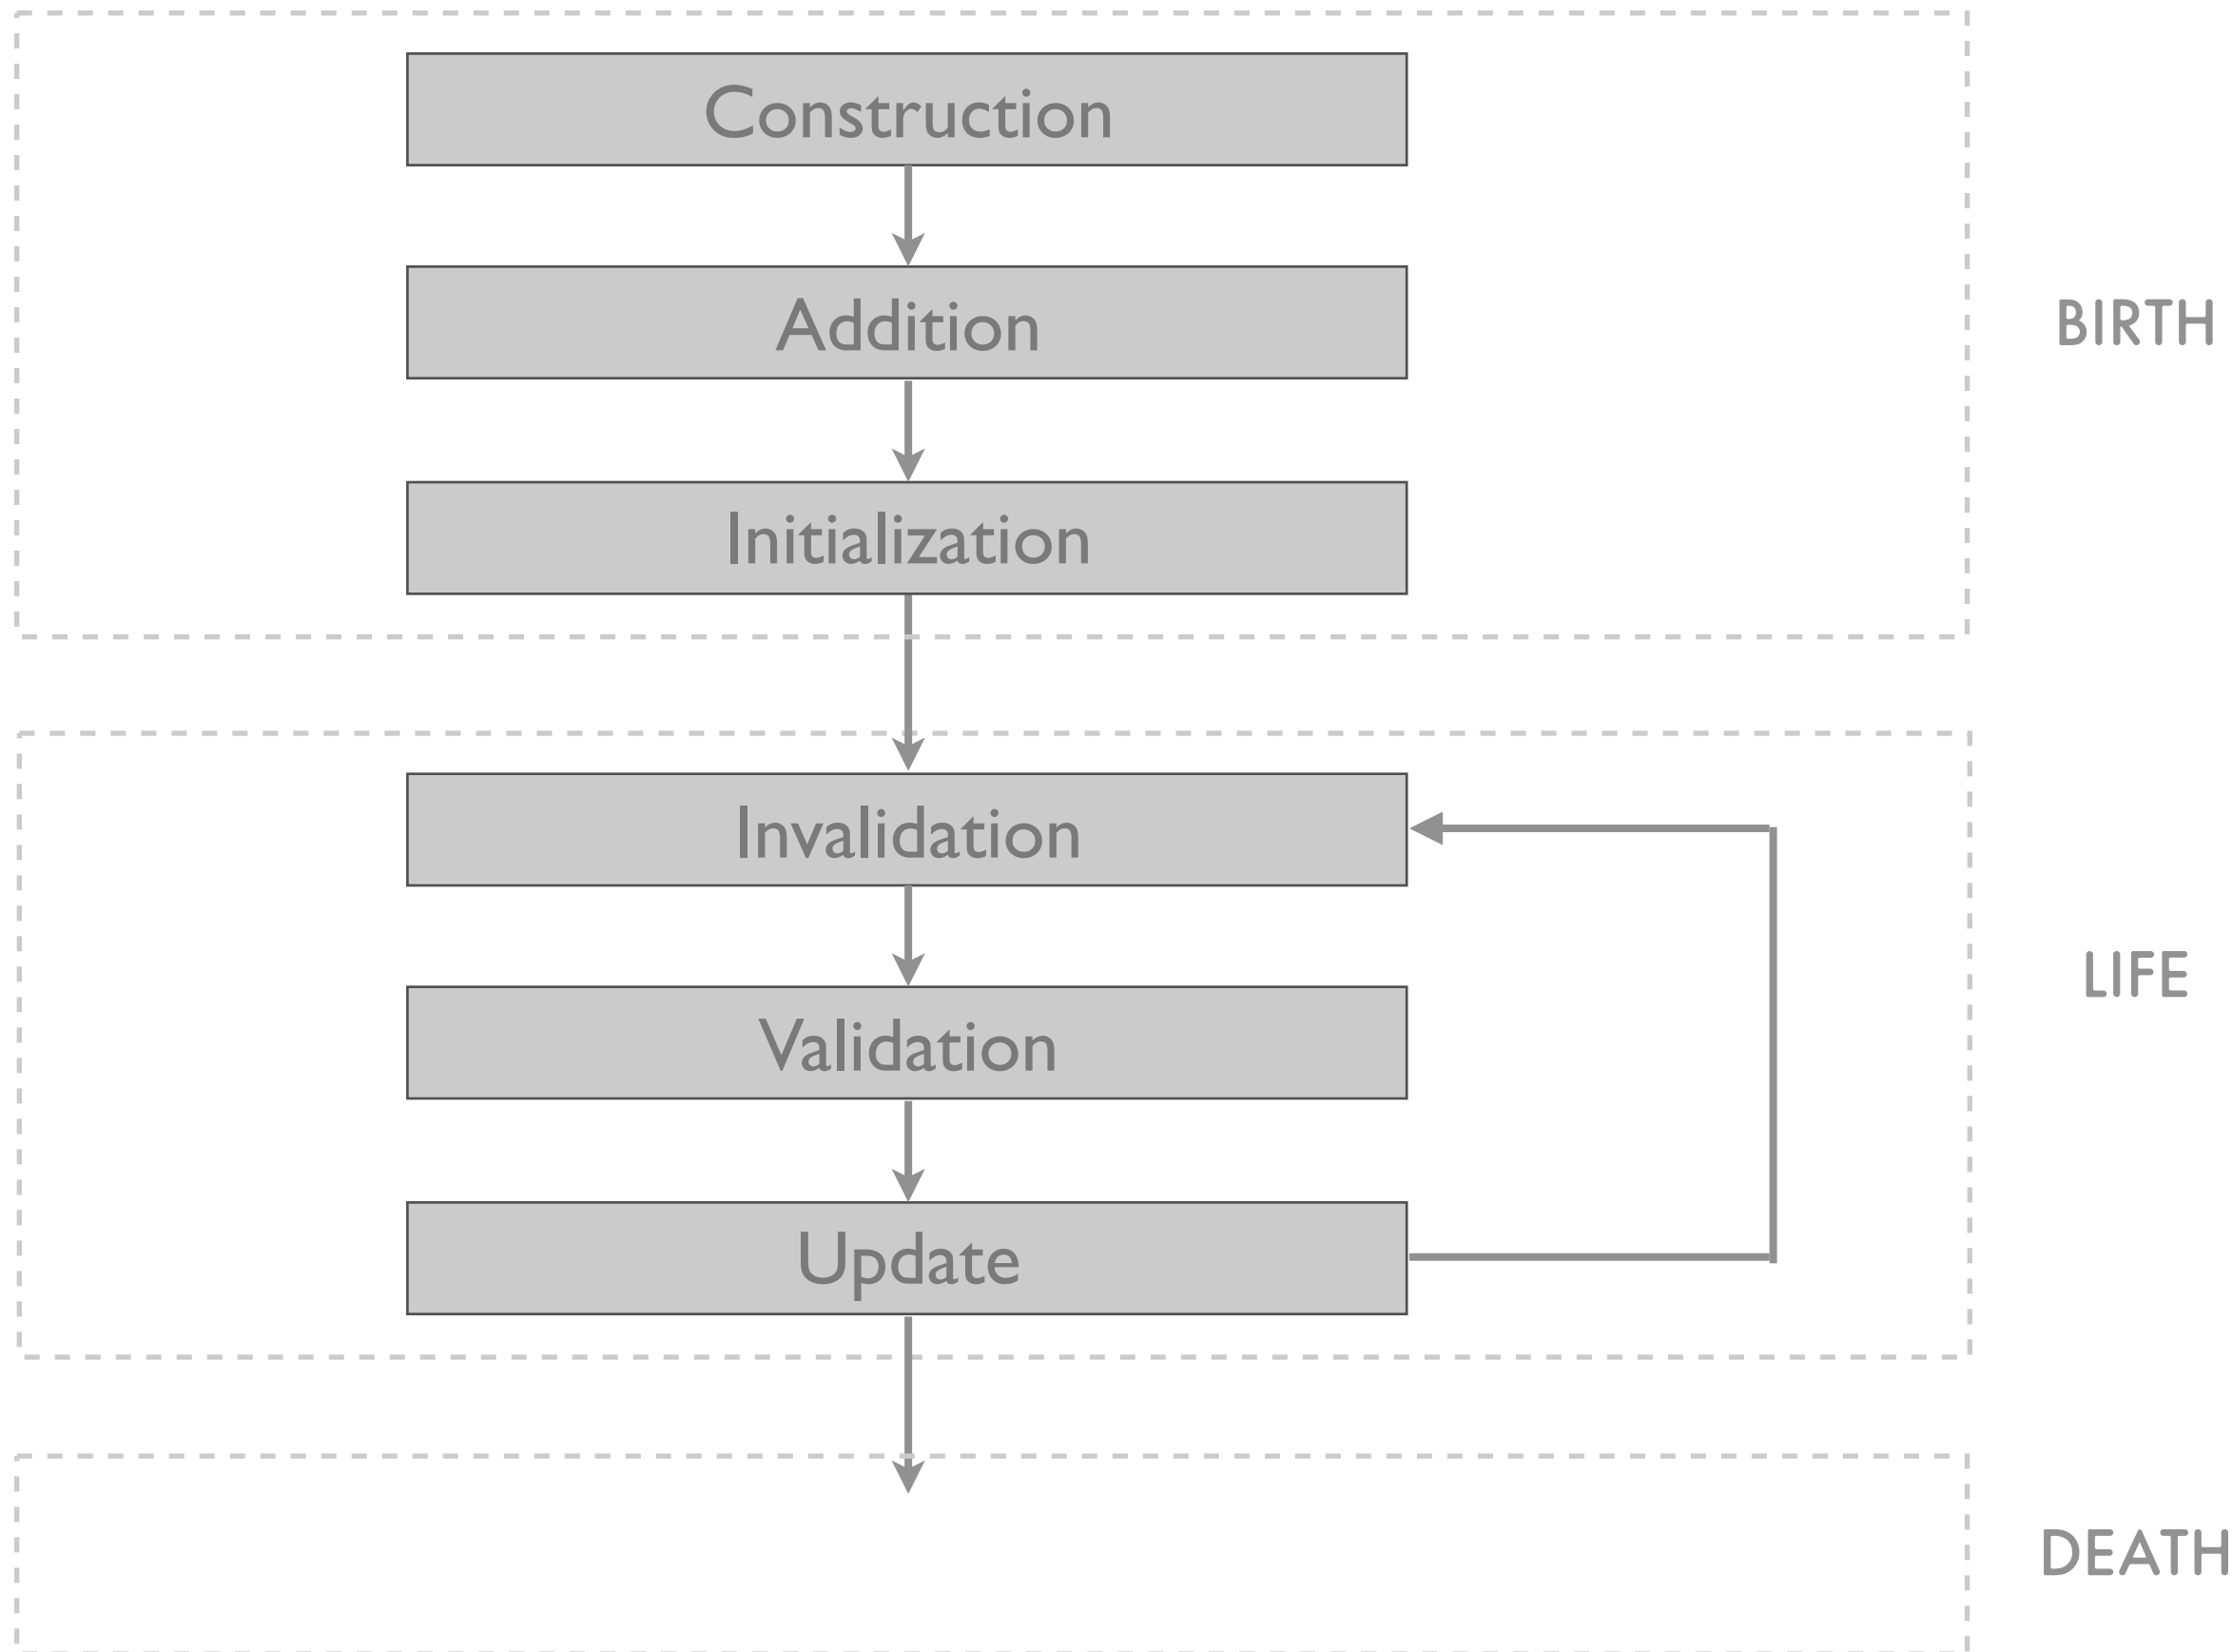 Construction
Addition
BIRTH
Initialization
Invalidation
LIFE
Validation
Update
DEATH